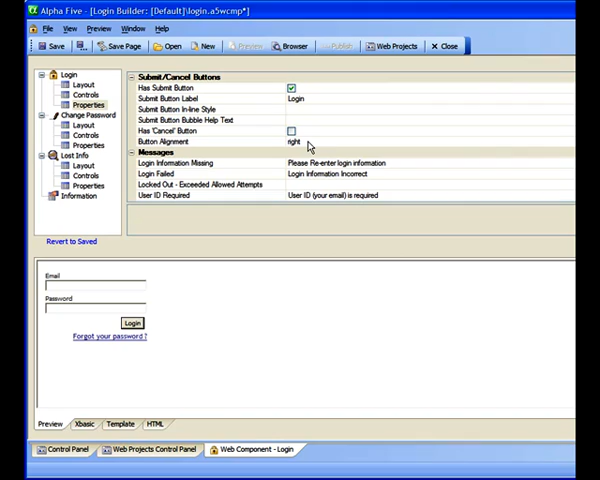 Alpha Five - [Login Builder: [Default]\login.a5wcmp*]
File View Preview Window Help
Save Save Page Open New Preview Browser Publish Web Projects Close
Login
Layout
Controls
Properties
Change Password
Layout
Controls
Properties
Lost Info
Layout
Controls
Properties
Information
Submit/Cancel Buttons
Has Submit Button
Submit Button Label Login
Submit Button In-line Style
Submit Button Bubble Help Text
Has 'Cancel' Button
Button Alignment right
Messages
Login Information Missing Please Re-enter login information
Login Failed Login Information Incorrect
Locked Out - Exceeded Allowed Attempts
User ID Required User ID (your email) is required
Revert to Saved
Email
Password
Login
Forgot your password ?
Preview Xbasic Template HTML
Control Panel Web Projects Control Panel Web Component - Login